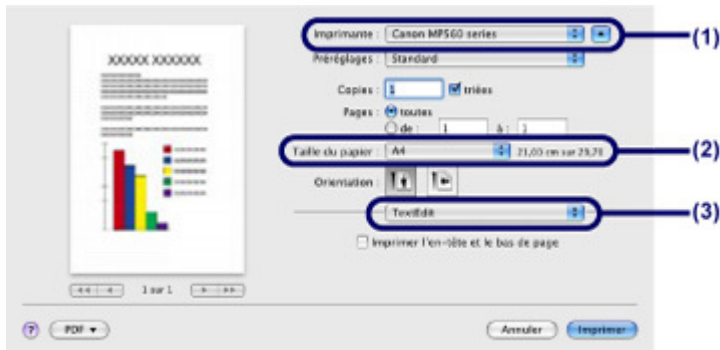 XXXXX XXXXXX
Imprimante : Canon MP560 series
(1)
Préréglages : Standard
Copies : 1 triées
Pages : toutes
de : 1 à : 1
Taille du papier : A4 21,00 cm sur 29,70
(2)
Orientation :
TextEdit
(3)
Imprimer l'en-tête et le bas de page
1 sur 1
? PDF
Annuler Imprimer